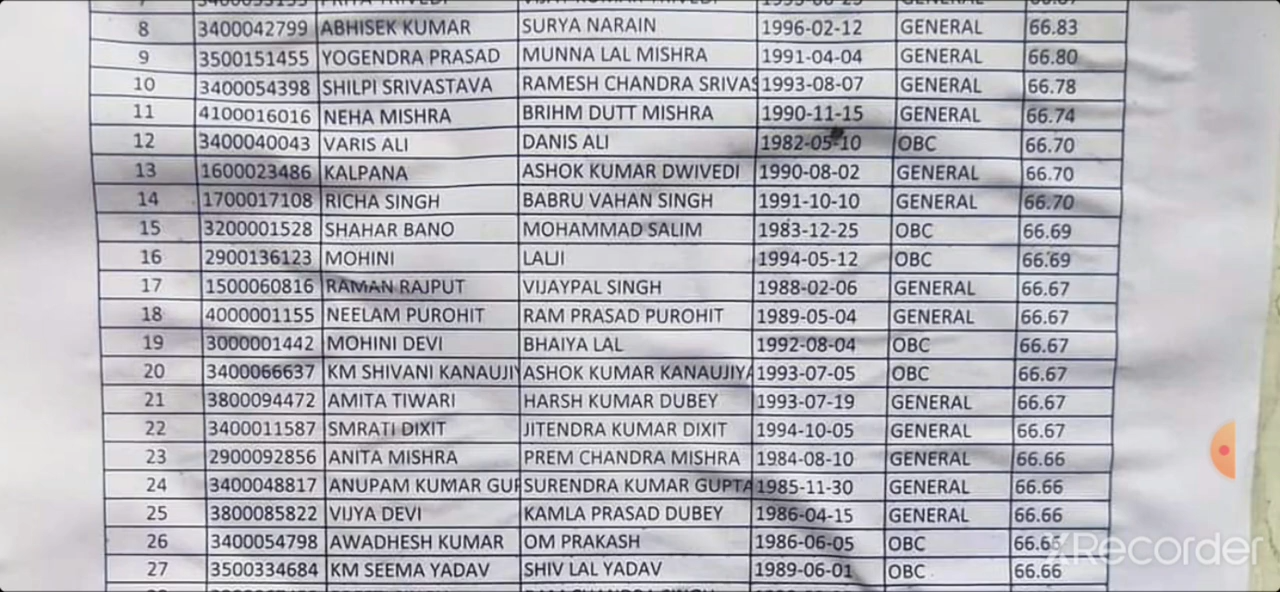 8 3400042799 ABHISEK KUMAR SURYA NARAIN 1996-02-12 GENERAL 66.83
9 3500151455 YOGENDRA PRASAD MUNNA LAL MISHRA 1991-04-04 GENERAL 66.80
10 3400054398 SHILPI SRIVASTAVA RAMESH CHANDRA SRIVAS 1993-08-07 GENERAL 66.78
11 4100016016 NEHA MISHRA BRIHM DUTT MISHRA 1990-11-15 GENERAL 66.74
12 3400040043 VARIS ALI DANIS ALI 1982-05-10 OBC 66.70
13 1600023486 KALPANA ASHOK KUMAR DWIVEDI 1990-08-02 GENERAL 66.70
14 1700017108 RICHA SINGH BABRU VAHAN SINGH 1991-10-10 GENERAL 66.70
15 3200001528 SHAHAR BANO MOHAMMAD SALIM 1983-12-25 OBC 66.69
16 2900136123 MOHINI LALJI 1994-05-12 OBC 66.69
17 1500060816 RAMAN RAJPUT VIJAYPAL SINGH 1988-02-06 GENERAL 66.67
18 4000001155 NEELAM PUROHIT RAM PRASAD PUROHIT 1989-05-04 GENERAL 66.67
19 3000001442 MOHINI DEVI BHAIYA LAL 1992-08-04 OBC 66.67
20 3400066637 KM SHIVANI KANAUJIY ASHOK KUMAR KANAUJIYA 1993-07-05 OBC 66.67
21 3800094472 AMITA TIWARI HARSH KUMAR DUBEY 1993-07-19 GENERAL 66.67
22 3400011587 SMRATI DIXIT JITENDRA KUMAR DIXIT 1994-10-05 GENERAL 66.67
23 2900092856 ANITA MISHRA PREM CHANDRA MISHRA 1984-08-10 GENERAL 66.66
24 3400048817 ANUPAM KUMAR GUP SURENDRA KUMAR GUPTA 1985-11-30 GENERAL 66.66
25 3800085822 VIJYA DEVI KAMLA PRASAD DUBEY 1986-04-15 GENERAL 66.66
26 3400054798 AWADHESH KUMAR OM PRAKASH 1986-06-05 OBC 66.66
27 3500334684 KM SEEMA YADAV SHIV LAL YADAV 1989-06-01 OBC 66.66
XRecorder